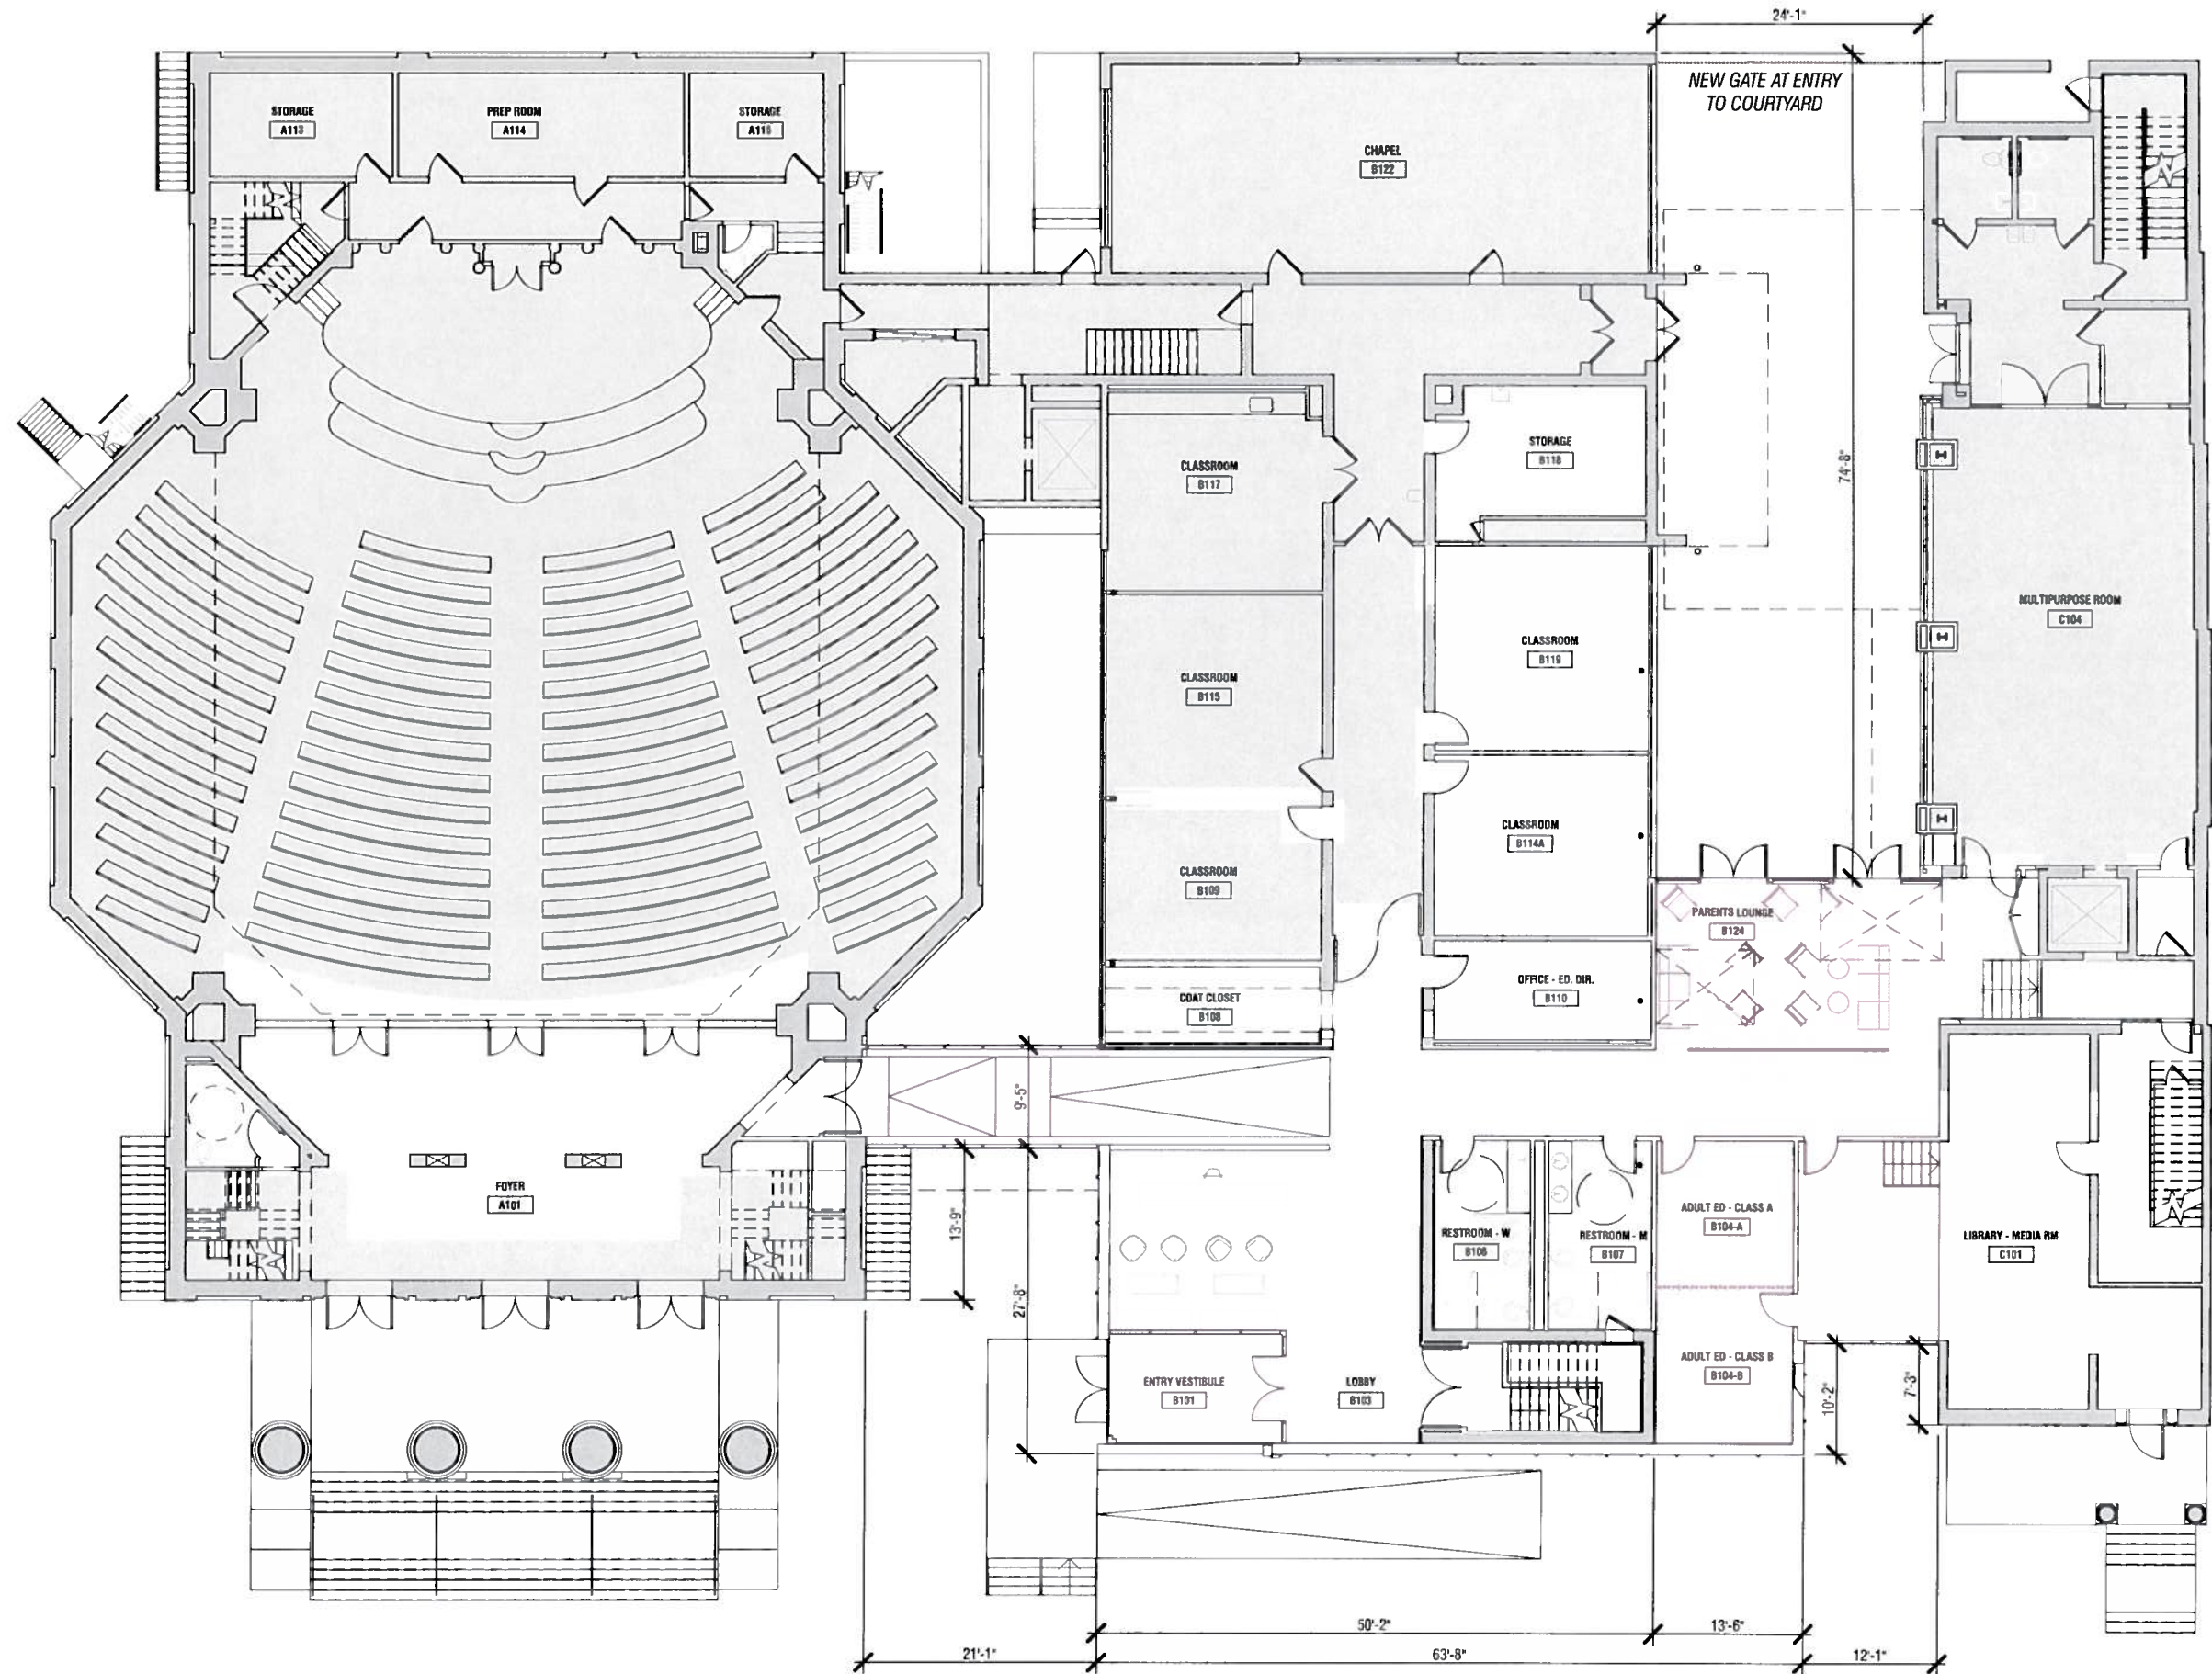 24'-1"
NEW GATE AT ENTRY
TO COURTYARD
STORAGE
A113
PREP ROOM
A114
STORAGE
A115
CHAPEL
B122
CLASSROOM
B117
STORAGE
B118
74'-8"
MULTIPURPOSE ROOM
C104
CLASSROOM
B119
CLASSROOM
B115
CLASSROOM
B114A
CLASSROOM
B109
PARENTS LOUNGE
B124
OFFICE - ED. DIR.
B110
COAT CLOSET
B108
9'-5"
FOYER
A101
13'-9"
27'-8"
RESTROOM - W
B106
RESTROOM - M
B107
ADULT ED - CLASS A
B104-A
LIBRARY - MEDIA RM
C101
ENTRY VESTIBULE
B101
LOBBY
B103
ADULT ED - CLASS B
B104-B
10'-2"
7'-3"
50'-2"
13'-6"
21'-1"
63'-8"
12'-1"